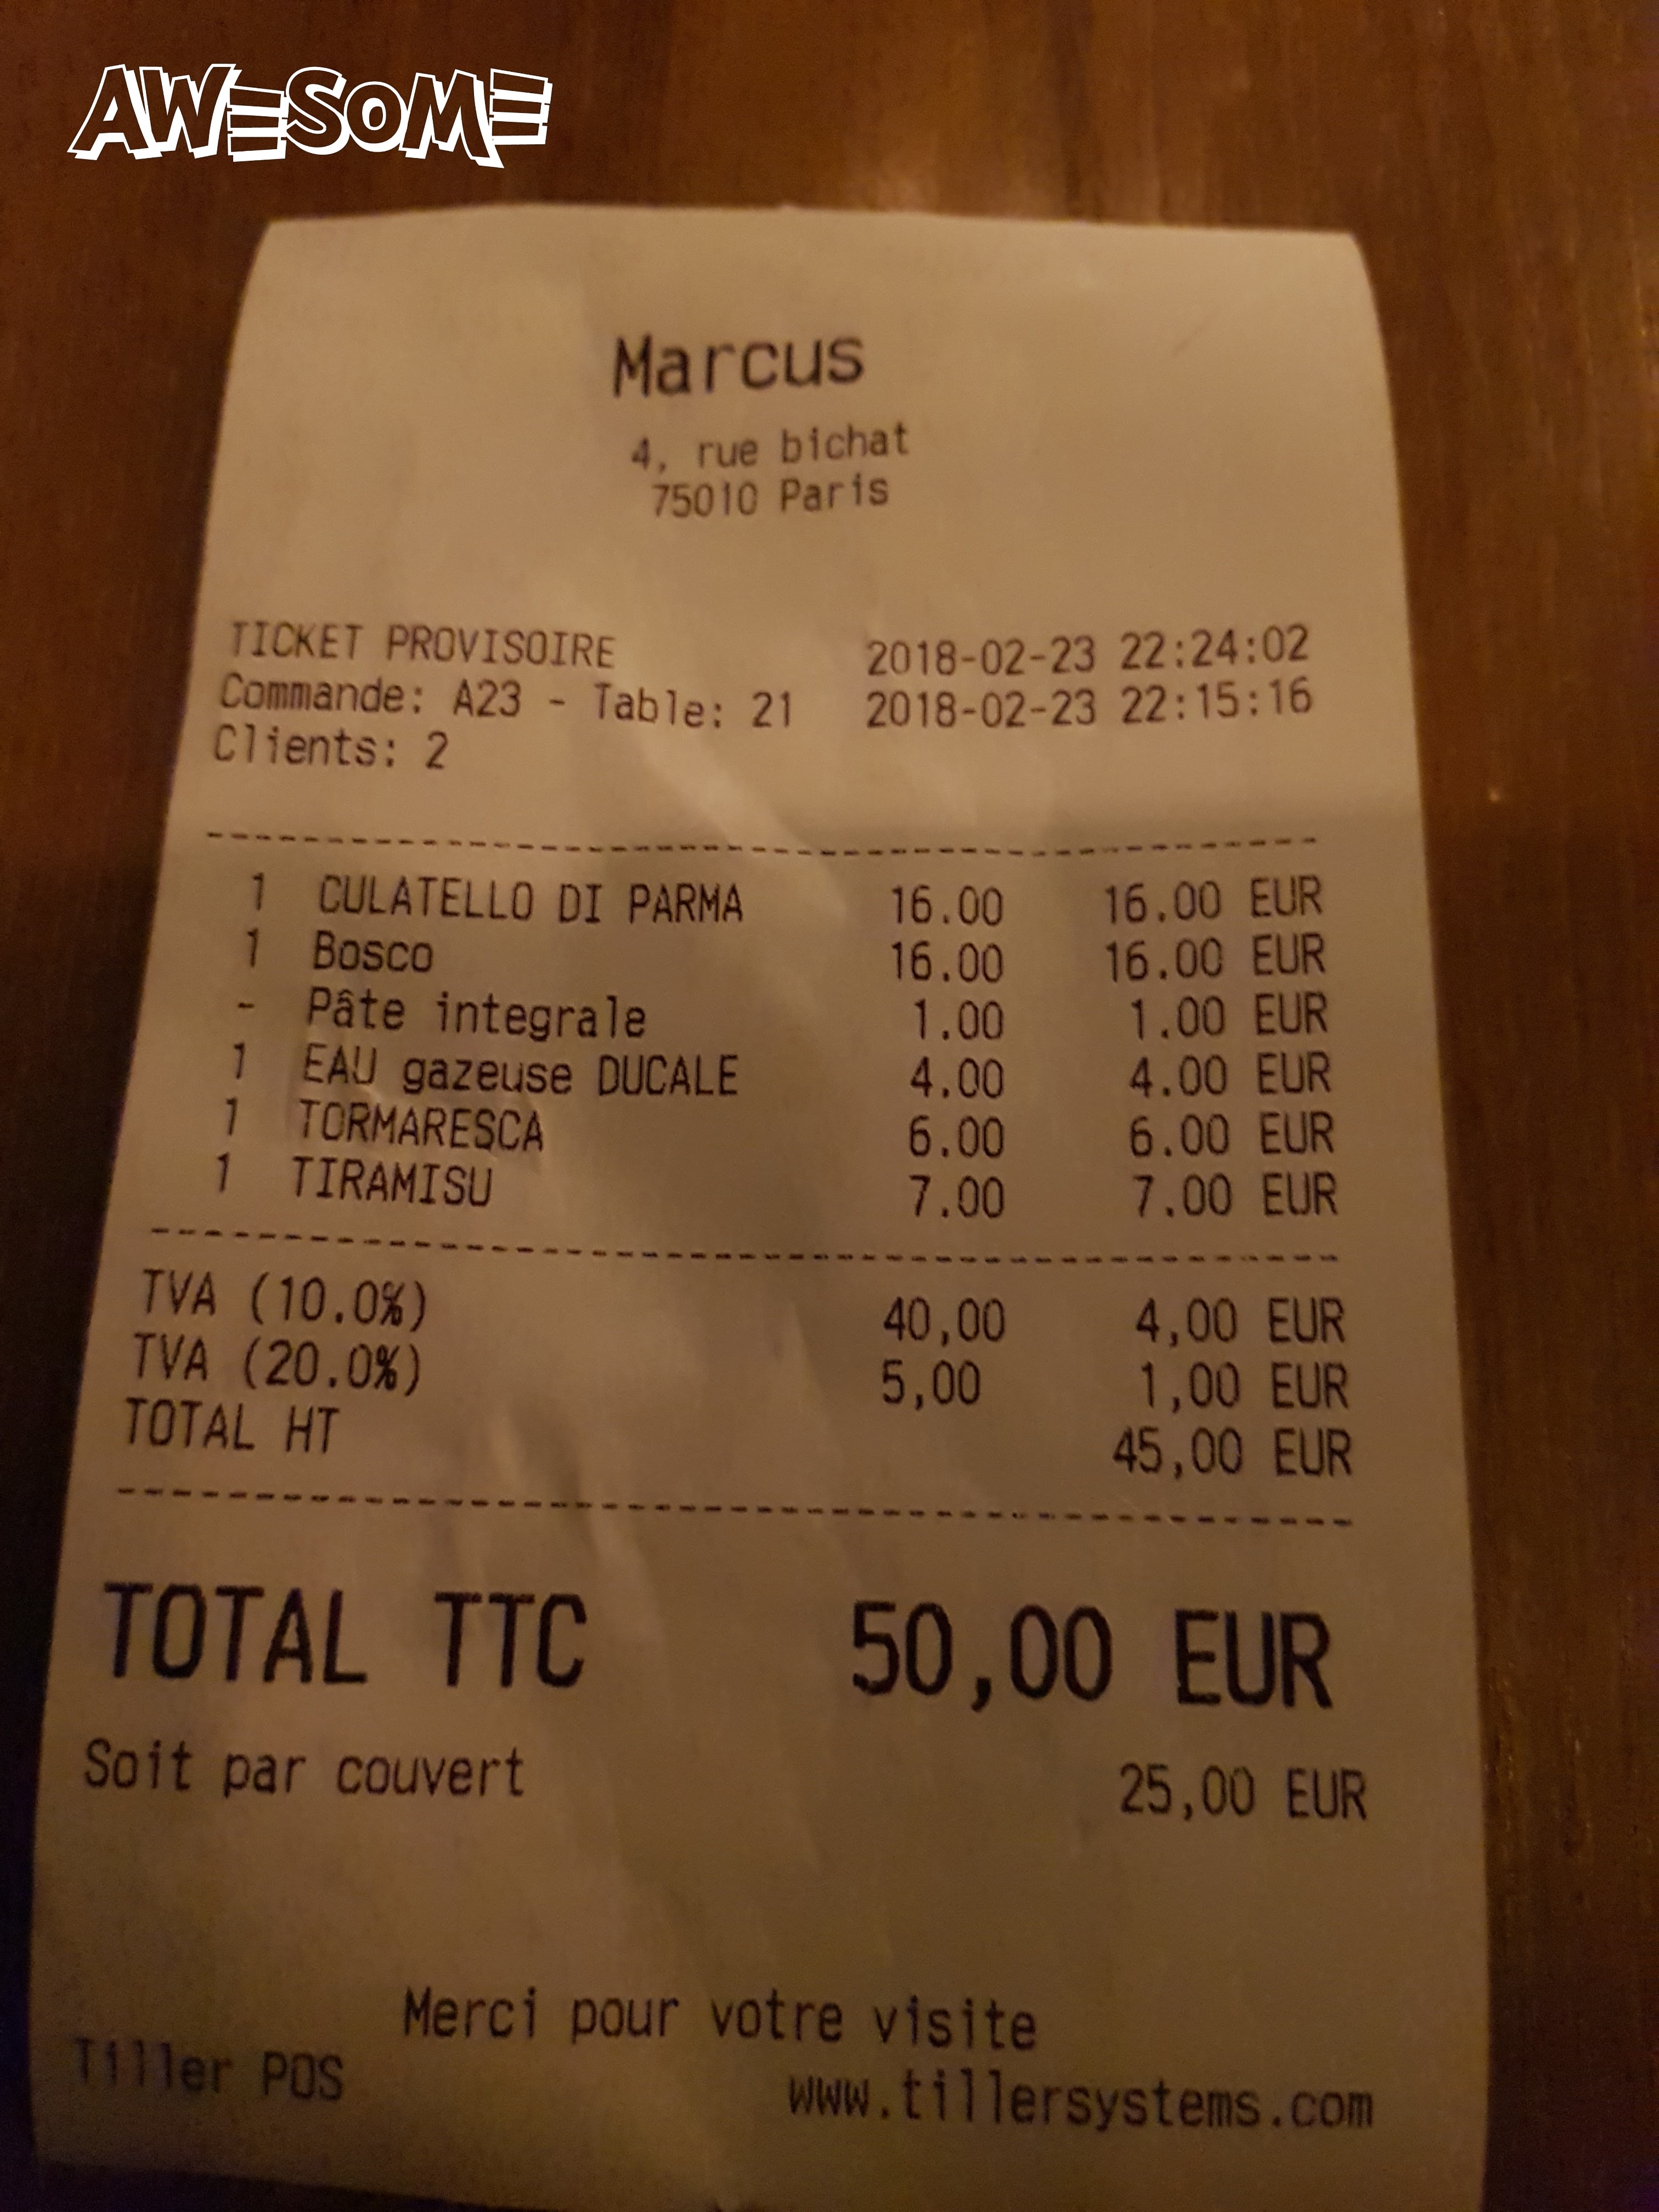 AWESOME
Marcus
4, rue bichat
75010 Paris
TICKET PROVISOIRE 2018-02-23 22:24:02
Commande: A23 - Table: 21 2018-02-23 22:15:16
Clients: 2
1 CULATELLO DI PARMA 16.00 16.00 EUR
1 Bosco 16.00 16.00 EUR
- Pâte integrale 1.00 1.00 EUR
1 EAU gazeuse DUCALE 4.00 4.00 EUR
1 TORMARESCA 6.00 6.00 EUR
1 TIRAMISU 7.00 7.00 EUR
TVA (10.0%) 40,00 4,00 EUR
TVA (20.0%) 5,00 1,00 EUR
TOTAL HT 45,00 EUR
TOTAL TTC 50,00 EUR
Soit par couvert 25,00 EUR
Merci pour votre visite
Tiller POS www.tillersystems.com